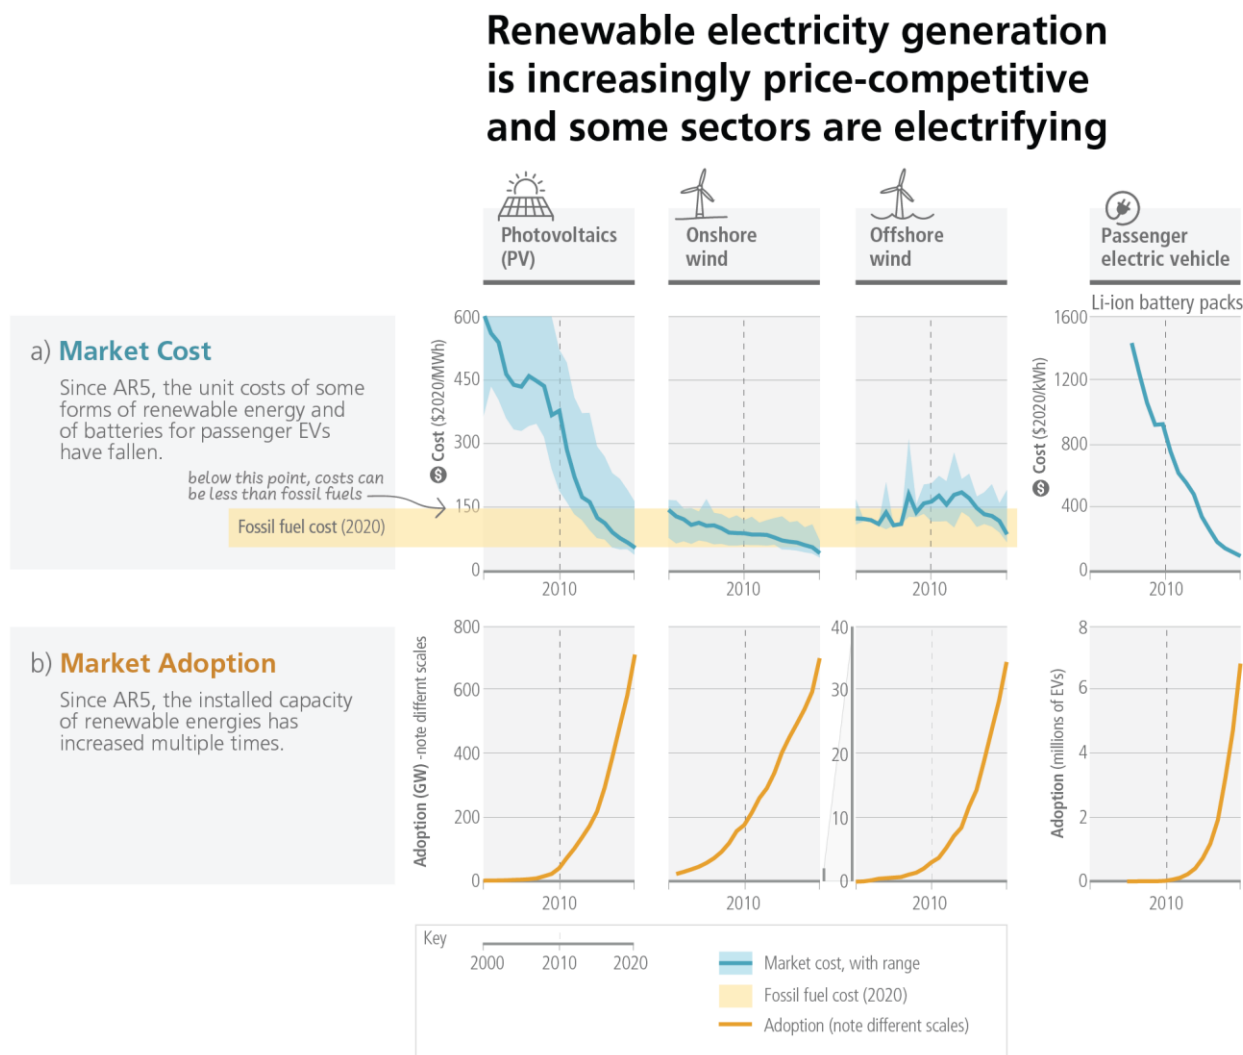 Renewable electricity generation
is increasingly price-competitive
and some sectors are electrifying
Photovoltaics
(PV)
Onshore
wind
Offshore
wind
Passenger
electric vehicle
Li-ion battery packs
a) Market Cost
Since AR5, the unit costs of some
forms of renewable energy and
of batteries for passenger EVs
have fallen.
below this point, costs can
be less than fossil fuels
Fossil fuel cost (2020)
$ Cost ($2020/MWh)
600
450
300
150
0
2010
2010
2010
$ Cost ($2020/kWh)
1600
1200
800
400
0
2010
b) Market Adoption
Since AR5, the installed capacity
of renewable energies has
increased multiple times.
Adoption (GW) -note differnt scales
800
600
400
200
0
2010
2010
40
30
20
10
0
2010
Adoption (millions of EVs)
8
6
4
2
0
2010
Key
2000 2010 2020
Market cost, with range
Fossil fuel cost (2020)
Adoption (note different scales)